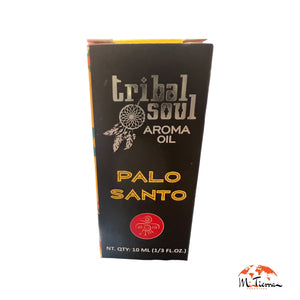 tribal
soul
AROMA
OIL
PALO
SANTO
NT. QTY: 10 ML (1/3 FL.OZ.)
Mi Tierra